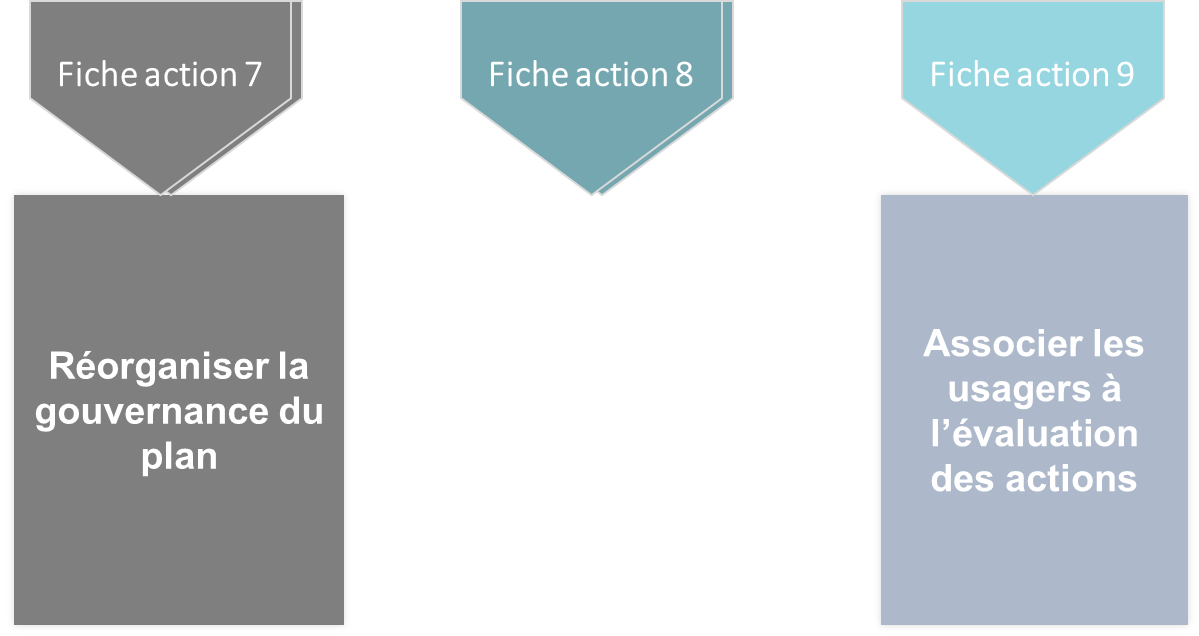 Fiche action 7
Fiche action 8
Fiche action 9
Réorganiser la
gouvernance du
plan
Associer les
usagers à
l’évaluation
des actions